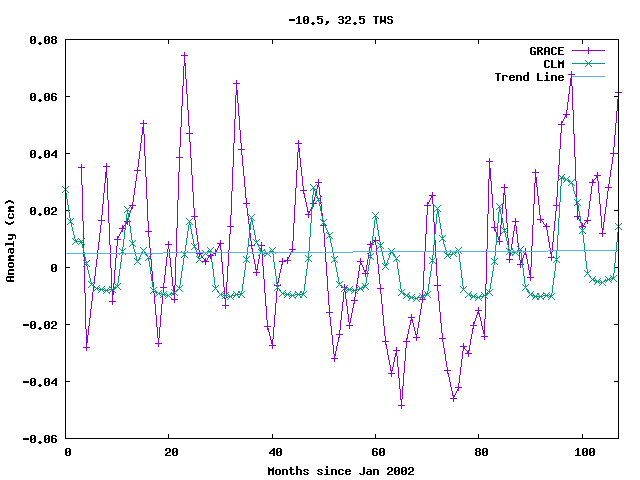 -10.5, 32.5 TWS
GRACE
CLM
Trend Line
0.08
0.06
0.04
0.02
0
-0.02
-0.04
-0.06
Anomaly (cm)
0 20 40 60 80 100
Months since Jan 2002